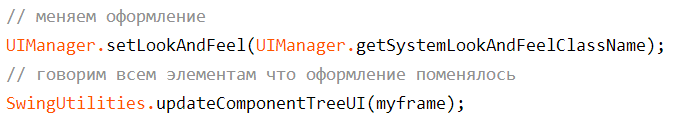 // меняем оформление
UIManager.setLookAndFeel(UIManager.getSystemLookAndFeelClassName);
// говорим всем элементам что оформление поменялось
SwingUtilities.updateComponentTreeUI(myframe);